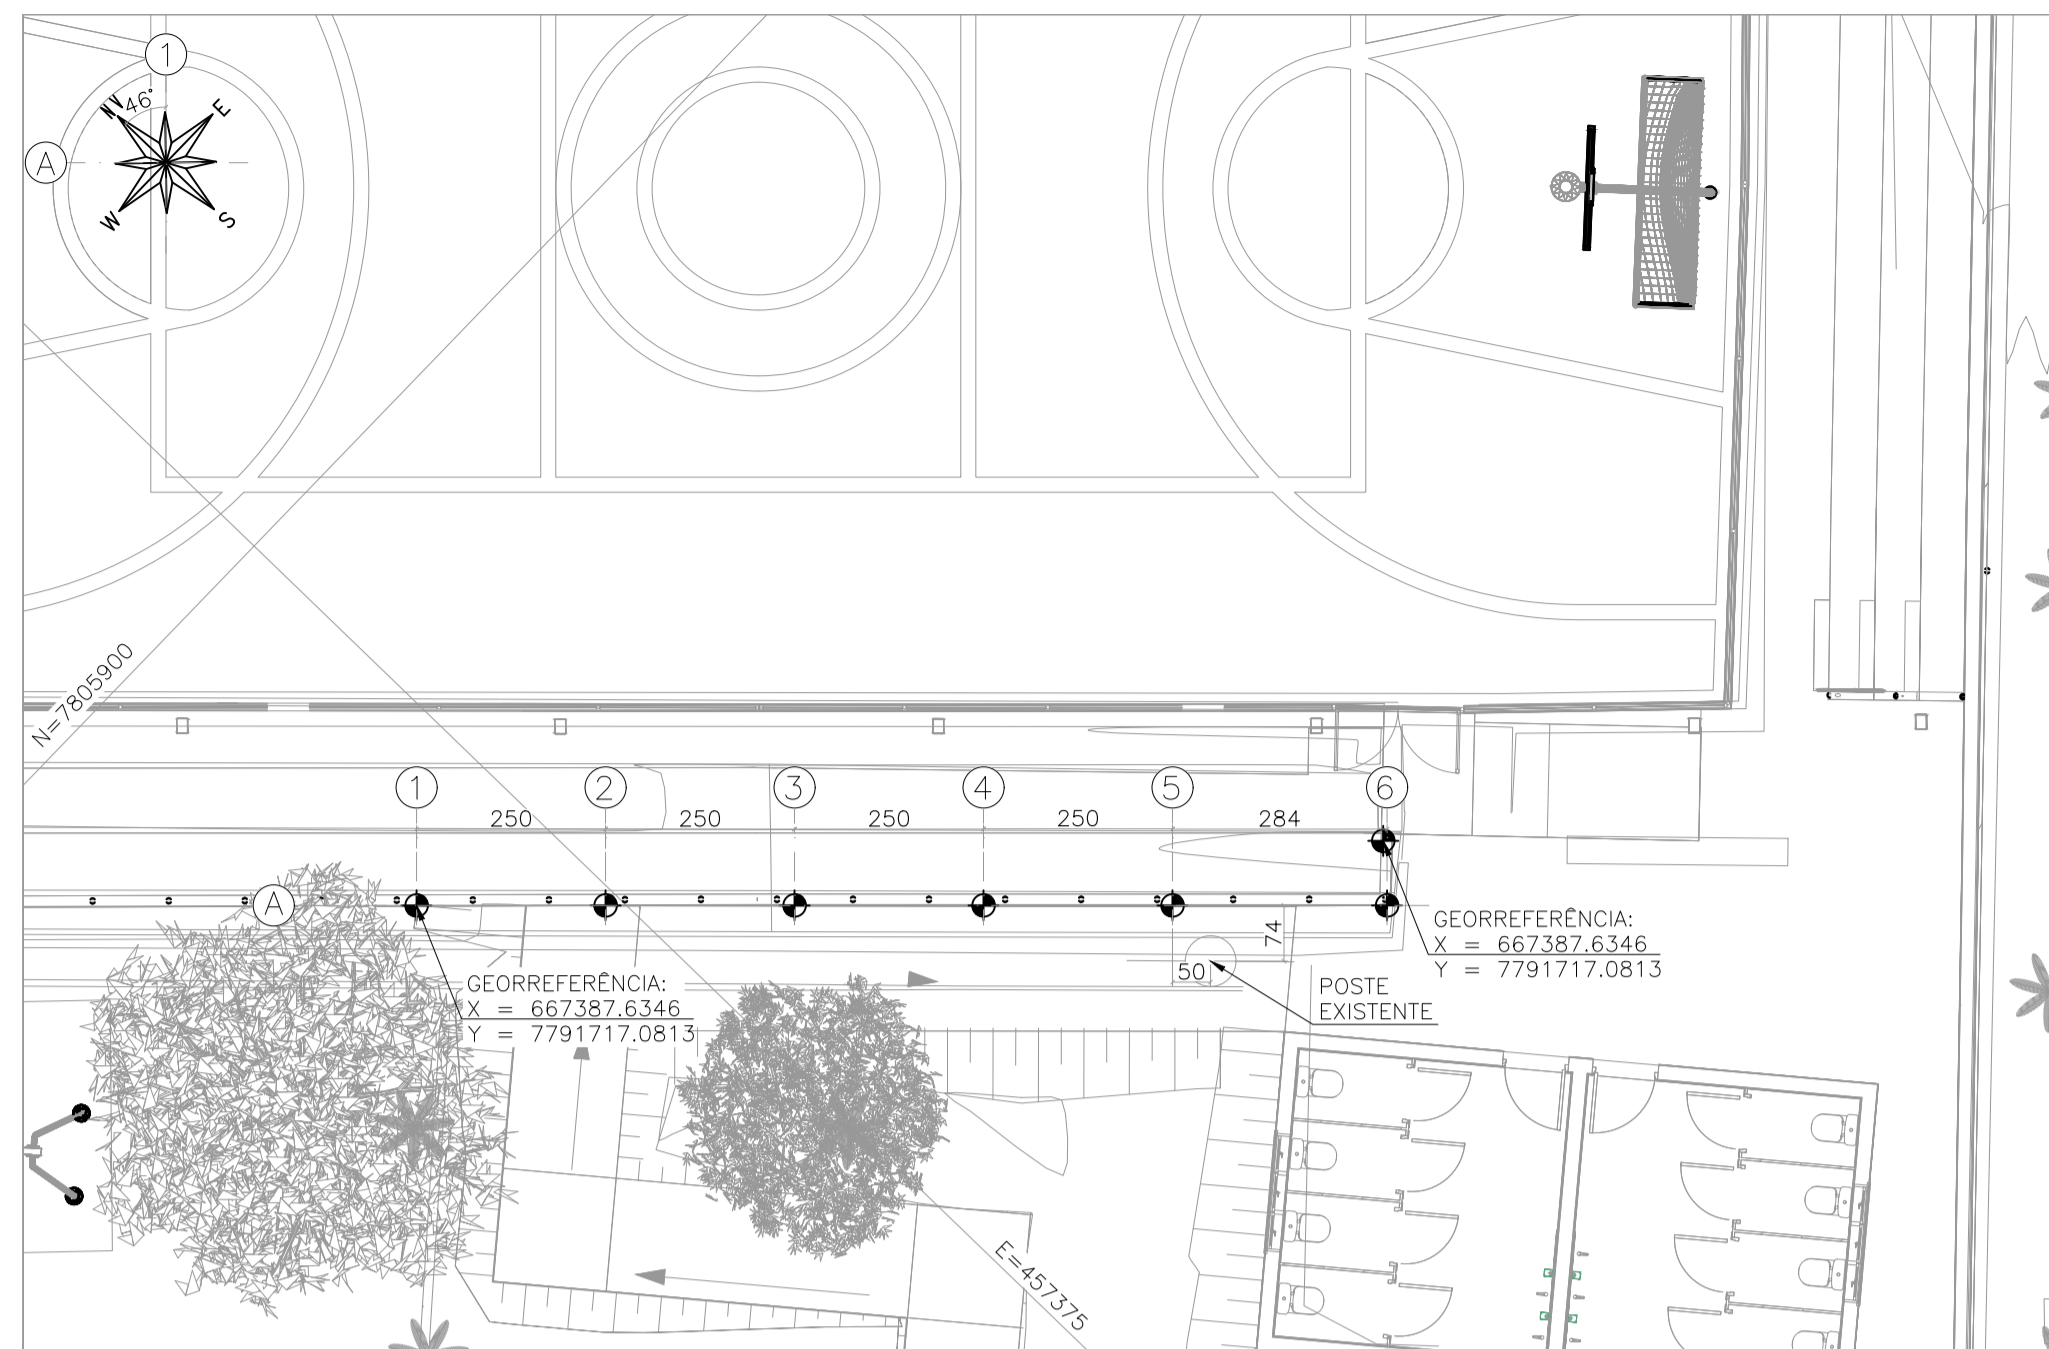 1
N
46°
E
A
W
S
N=7805900
1
2
3
4
5
6
250
250
250
250
284
A
74
50
GEORREFERÊNCIA:
X = 667387.6346
Y = 7791717.0813
GEORREFERÊNCIA:
X = 667387.6346
Y = 7791717.0813
POSTE
EXISTENTE
E=457375